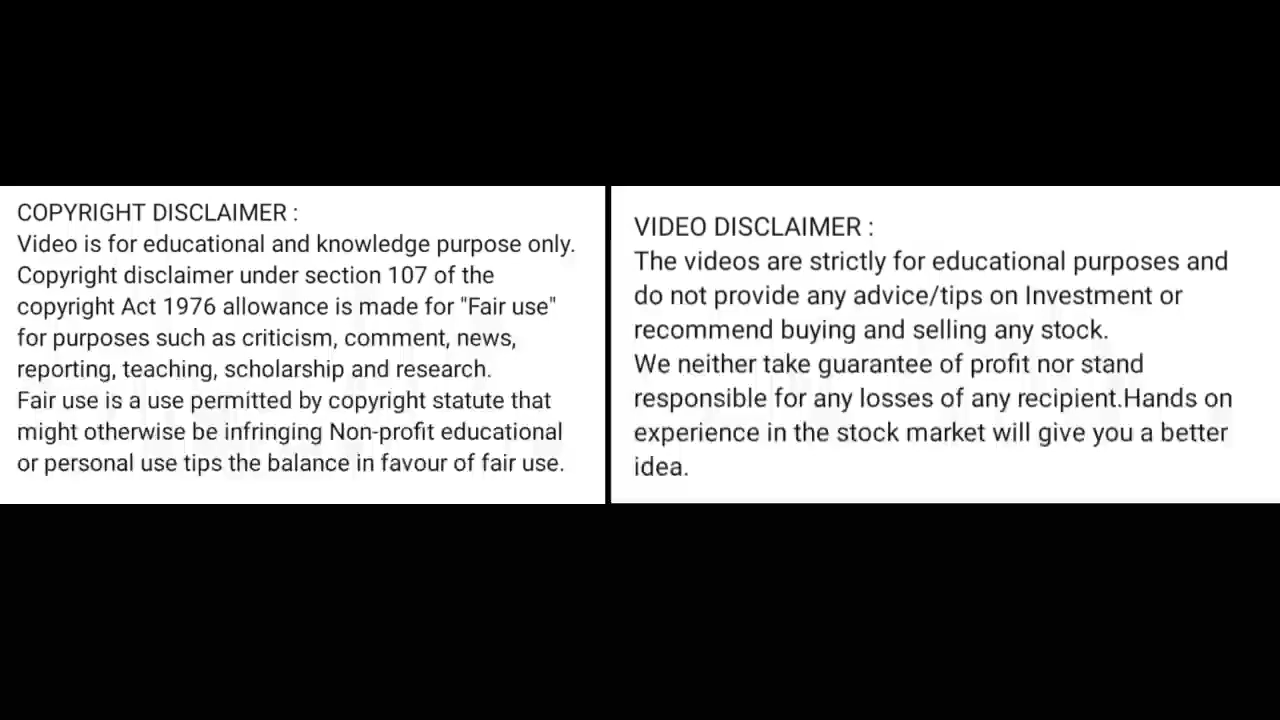 COPYRIGHT DISCLAIMER :
Video is for educational and knowledge purpose only.
Copyright disclaimer under section 107 of the
copyright Act 1976 allowance is made for "Fair use"
for purposes such as criticism, comment, news,
reporting, teaching, scholarship and research.
Fair use is a use permitted by copyright statute that
might otherwise be infringing Non-profit educational
or personal use tips the balance in favour of fair use.
VIDEO DISCLAIMER :
The videos are strictly for educational purposes and
do not provide any advice/tips on Investment or
recommend buying and selling any stock.
We neither take guarantee of profit nor stand
responsible for any losses of any recipient.Hands on
experience in the stock market will give you a better
idea.